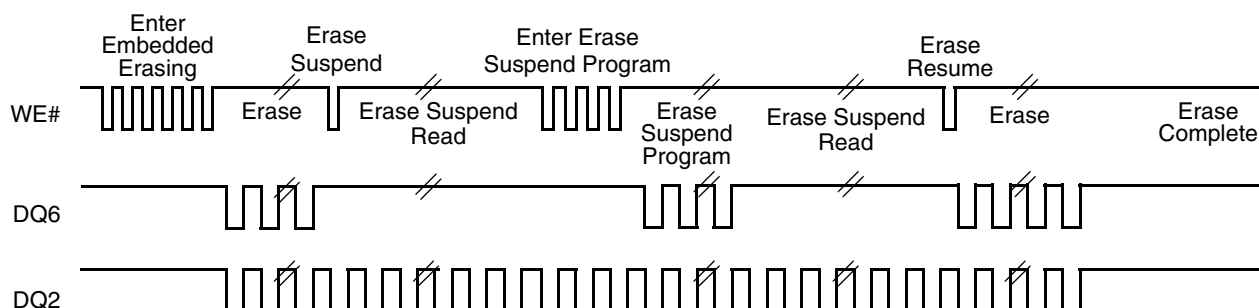 Enter
Embedded
Erasing
Erase
Suspend
Enter Erase
Suspend Program
Erase
Resume
WE#
Erase
Erase Suspend
Read
Erase
Suspend
Program
Erase Suspend
Read
Erase
Erase
Complete
DQ6
DQ2